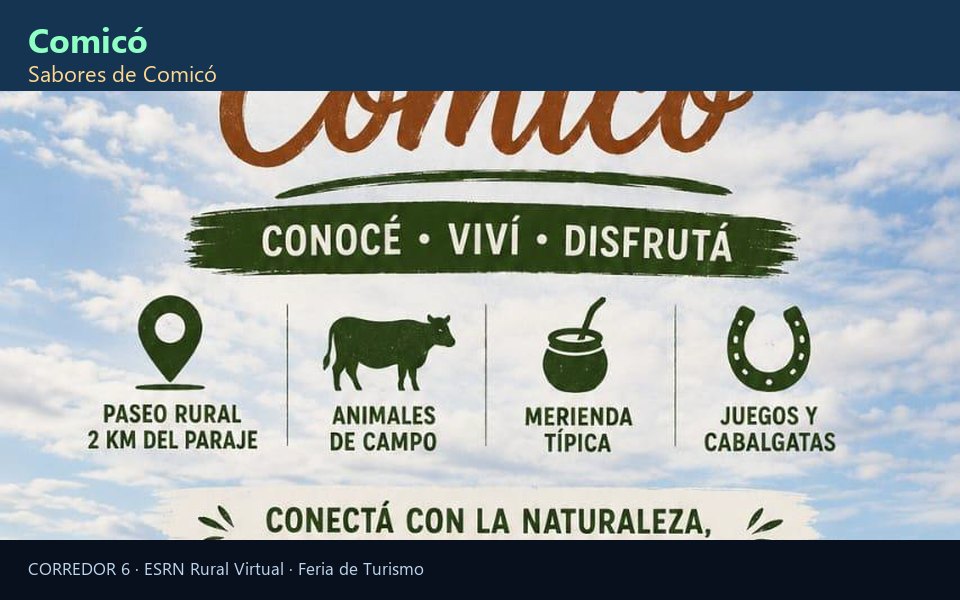 Comicó
Sabores de Comicó
Comicó
CONOCÉ • VIVÍ • DISFRUTÁ
PASEO RURAL
2 KM DEL PARAJE
ANIMALES
DE CAMPO
MERIENDA
TÍPICA
JUEGOS Y
CABALGATAS
CONECTÁ CON LA NATURALEZA,
CORREDOR 6 · ESRN Rural Virtual · Feria de Turismo